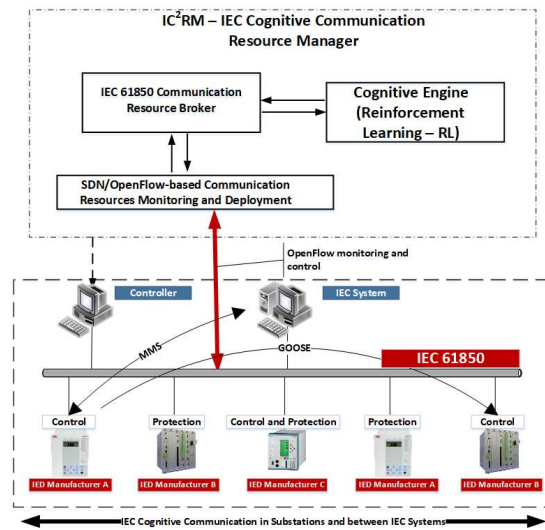 IC²RM – IEC Cognitive Communication
Resource Manager
IEC 61850 Communication
Resource Broker
Cognitive Engine
(Reinforcement
Learning – RL)
SDN/OpenFlow-based Communication
Resources Monitoring and Deployment
OpenFlow monitoring and
control
Controller
IEC System
MMS
GOOSE
IEC 61850
Control
Protection
Control and Protection
Protection
Control
IED Manufacturer A
IED Manufacturer B
IED Manufacturer C
IED Manufacturer A
IED Manufacturer B
IEC Cognitive Communication in Substations and between IEC Systems